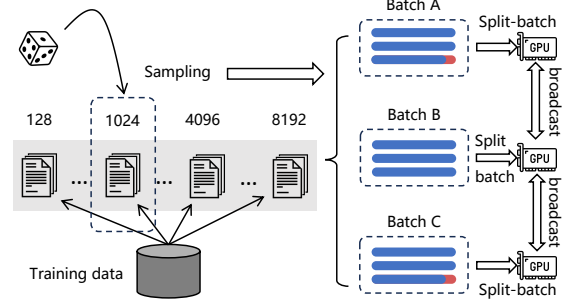 Batch A
Split-batch
GPU
Sampling
broadcast
128
1024
4096
8192
Batch B
Split
batch
GPU
...
...
...
broadcast
Batch C
GPU
Training data
Split-batch